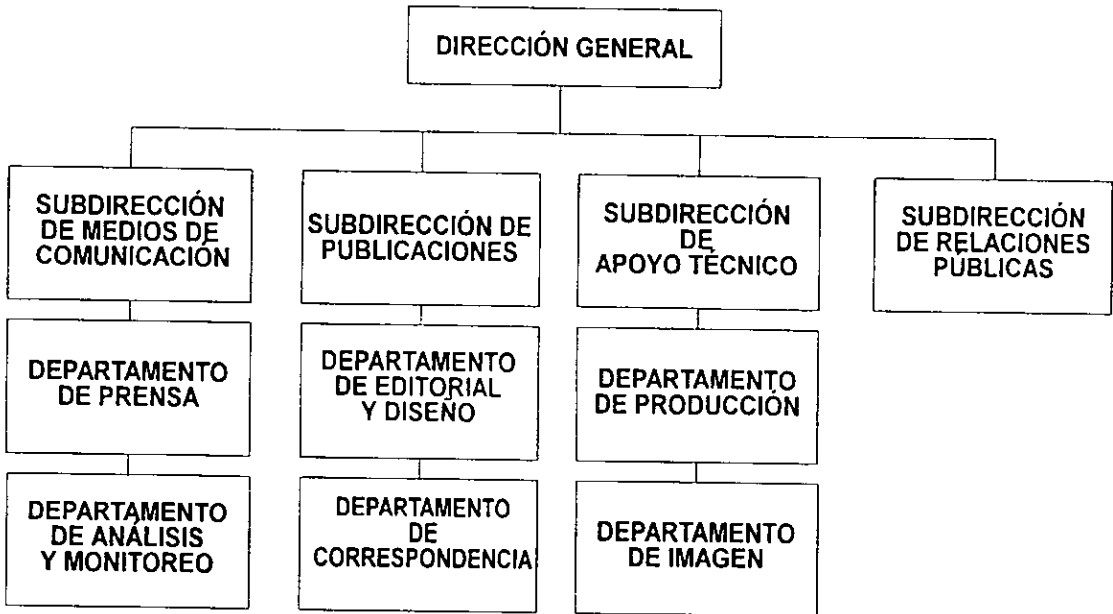 DIRECCIÓN GENERAL
SUBDIRECCIÓN
DE MEDIOS DE
COMUNICACIÓN
SUBDIRECCIÓN DE
PUBLICACIONES
SUBDIRECCIÓN
DE
APOYO TÉCNICO
SUBDIRECCIÓN
DE RELACIONES
PÚBLICAS
DEPARTAMENTO
DE PRENSA
DEPARTAMENTO
DE EDITORIAL
Y DISEÑO
DEPARTAMENTO
DE PRODUCCIÓN
DEPARTAMENTO
DE ANÁLISIS
Y MONITOREO
DEPARTAMENTO
DE
CORRESPONDENCIA
DEPARTAMENTO
DE IMAGEN